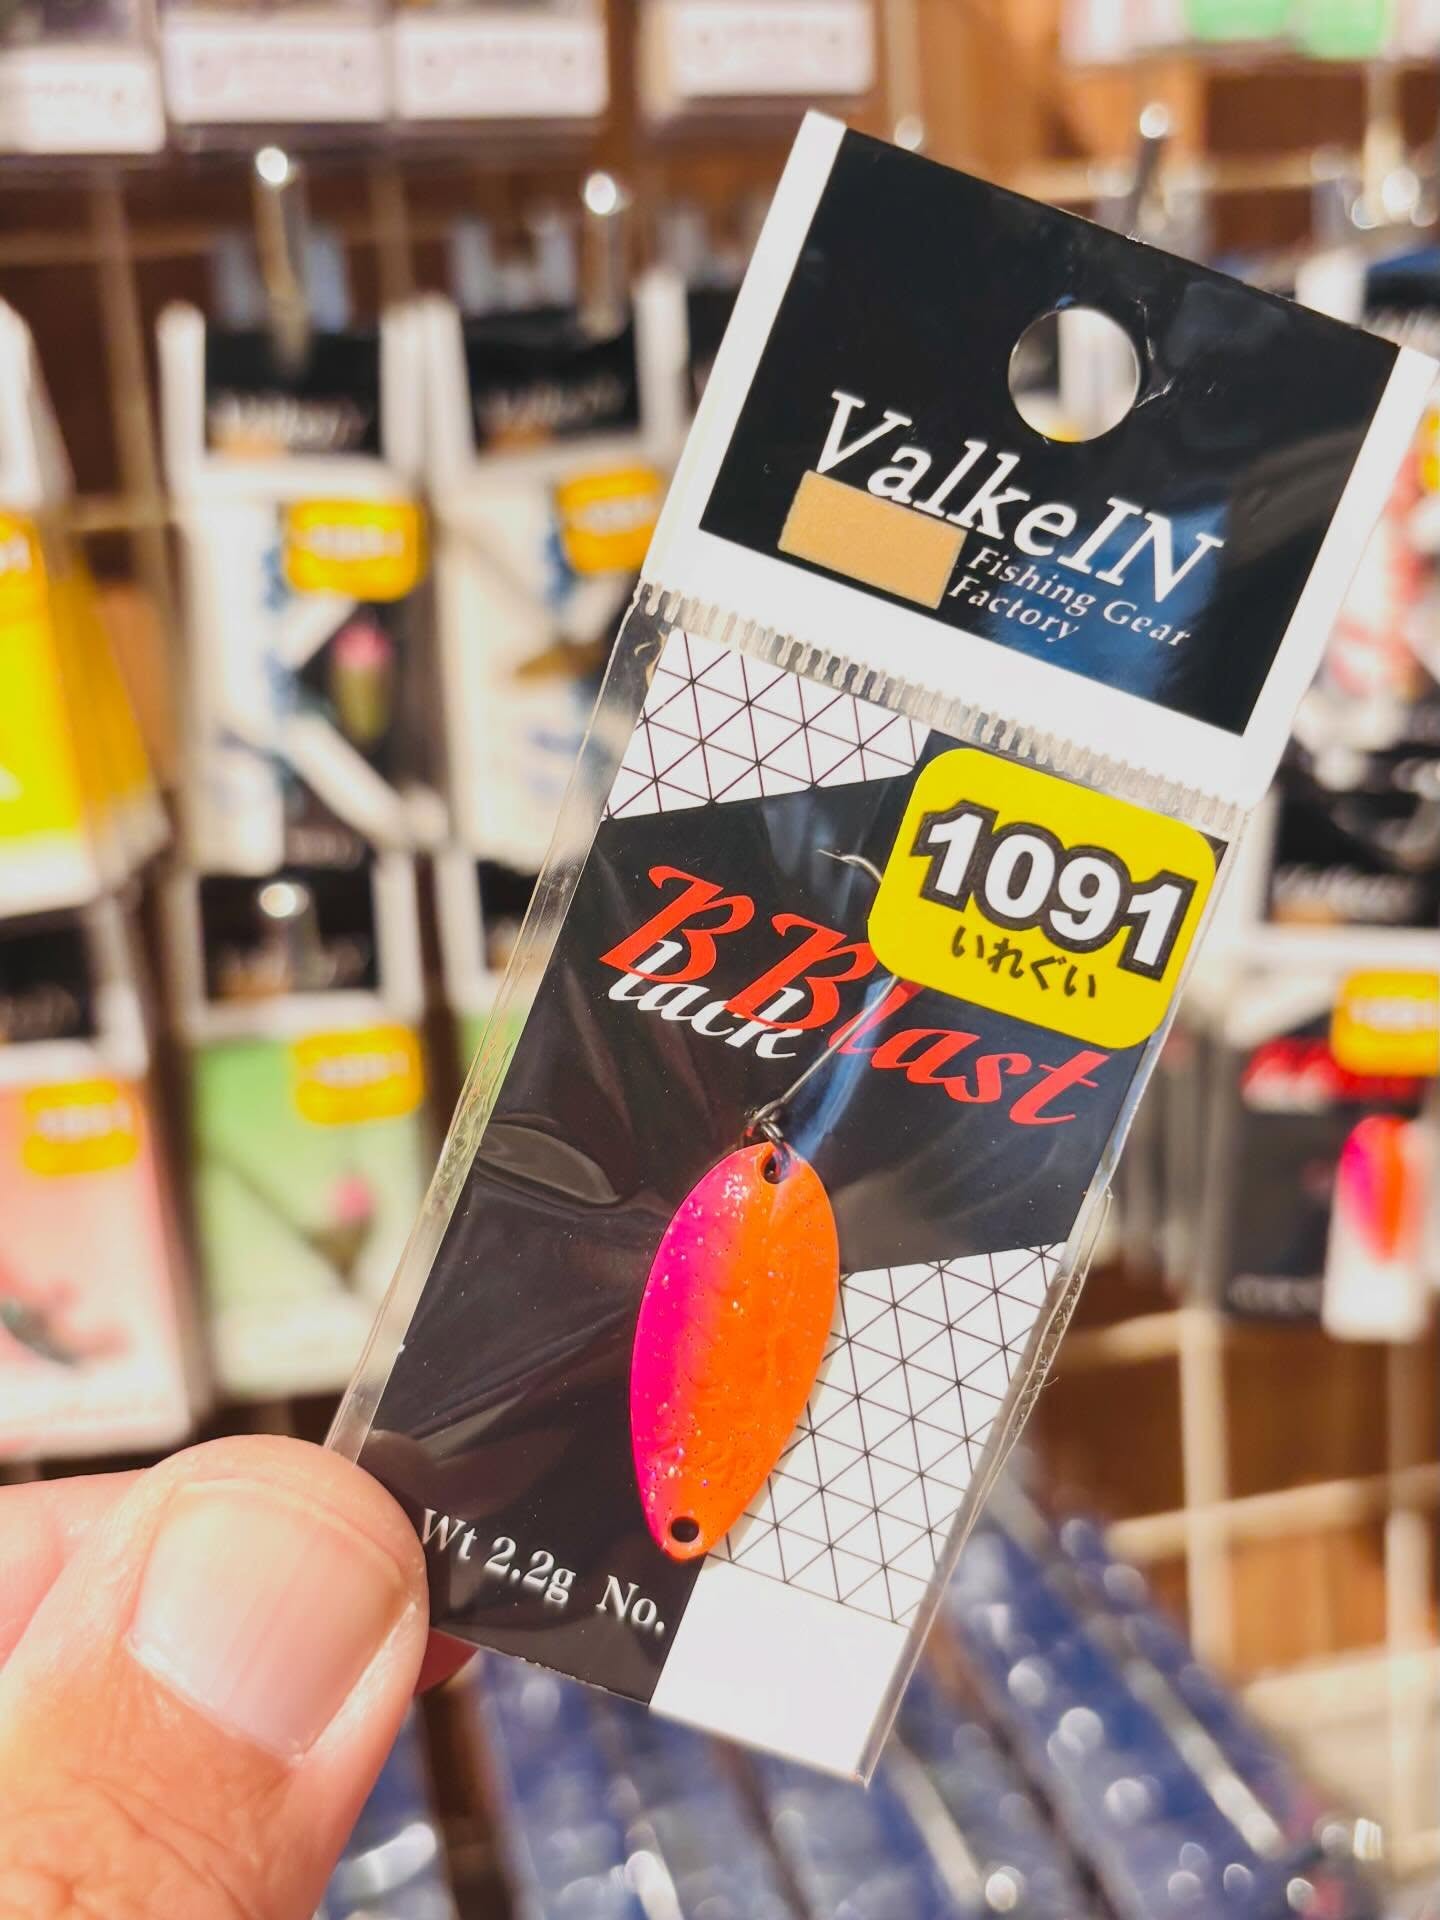 ValkeIN
Fishing Gear
Factory
1091
いれぐい
Black Blast
Wt 2.2g No.